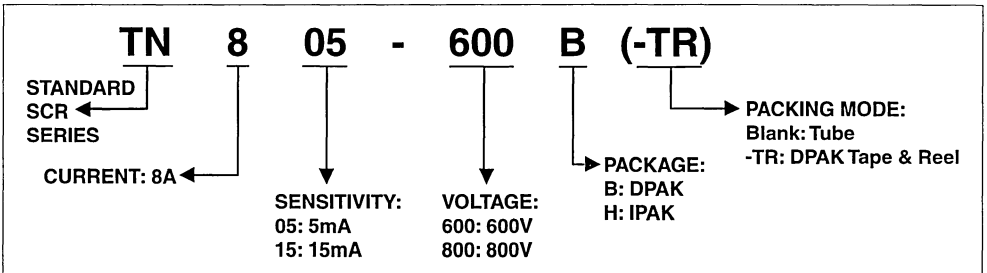 TN 8 05 - 600 B (-TR)
STANDARD
SCR
SERIES
CURRENT: 8A
SENSITIVITY:
05: 5mA
15: 15mA
VOLTAGE:
600: 600V
800: 800V
PACKAGE:
B: DPAK
H: IPAK
PACKING MODE:
Blank: Tube
-TR: DPAK Tape & Reel